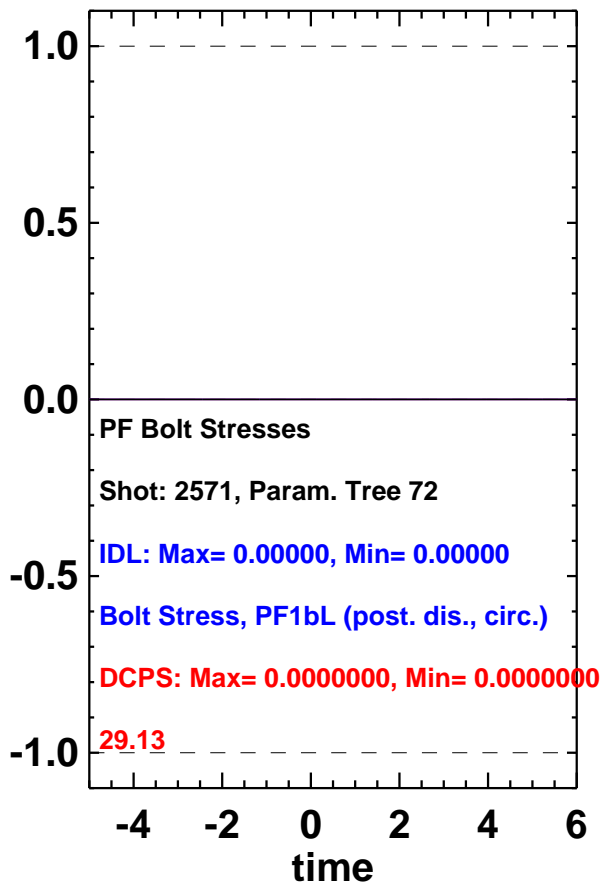 1.0
0.5
0.0
PF Bolt Stresses
Shot: 2571, Param. Tree 72
-0.5
IDL: Max= 0.00000, Min= 0.00000
Bolt Stress, PF1bL (post. dis., circ.)
DCPS: Max= 0.0000000, Min= 0.0000000
29.13
-1.0
-4 -2 0 2 4 6
time